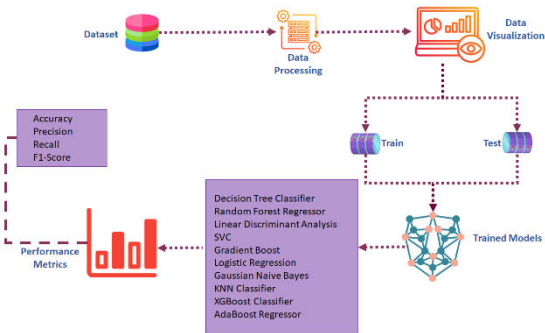 Dataset
Data
Processing
Data
Visualization
Train
Test
Accuracy
Precision
Recall
F1-Score
Decision Tree Classifier
Random Forest Regressor
Linear Discriminant Analysis
SVC
Gradient Boost
Logistic Regression
Gaussian Naive Bayes
KNN Classifier
XGBoost Classifier
AdaBoost Regressor
Trained Models
Performance
Metrics